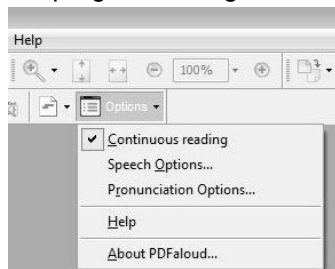 Help
100%
Options
Continuous reading
Speech Options...
Pronunciation Options...
Help
About PDFaloud...